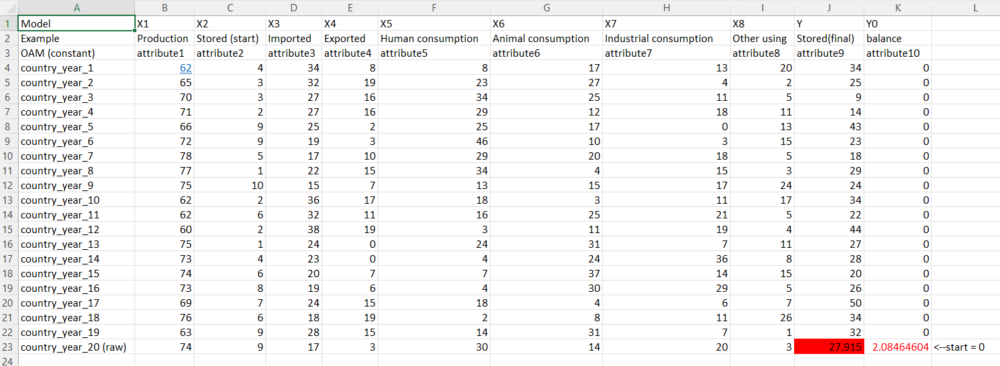 A B C D E F G H I J K L
1 Model X1 X2 X3 X4 X5 X6 X7 X8 Y Y0
2 Example Production Stored (start) Imported Exported Human consumption Animal consumption Industrial consumption Other using Stored(final) balance
3 OAM (constant) attribute1 attribute2 attribute3 attribute4 attribute5 attribute6 attribute7 attribute8 attribute9 attribute10
4 country_year_1 62 4 34 8 8 17 13 20 34 0
5 country_year_2 65 3 32 19 23 27 4 2 25 0
6 country_year_3 70 3 27 16 34 25 11 5 9 0
7 country_year_4 71 2 27 16 29 12 18 11 14 0
8 country_year_5 66 9 25 2 25 17 0 13 43 0
9 country_year_6 72 9 19 3 46 10 3 15 23 0
10 country_year_7 78 5 17 10 29 20 18 5 18 0
11 country_year_8 77 1 22 15 34 4 15 3 29 0
12 country_year_9 75 10 15 7 13 15 17 24 24 0
13 country_year_10 62 2 36 17 18 3 11 17 34 0
14 country_year_11 62 6 32 11 16 25 21 5 22 0
15 country_year_12 60 2 38 19 3 11 19 4 44 0
16 country_year_13 75 1 24 0 24 31 7 11 27 0
17 country_year_14 73 4 23 0 4 24 36 8 28 0
18 country_year_15 74 6 20 7 7 37 14 15 20 0
19 country_year_16 73 8 19 6 4 30 29 5 26 0
20 country_year_17 69 7 24 15 18 4 6 7 50 0
21 country_year_18 76 6 18 19 2 8 11 26 34 0
22 country_year_19 63 9 28 15 14 31 7 1 32 0
23 country_year_20 (raw) 74 9 17 3 30 14 20 3 27.915 2.08464604 <--start = 0
24